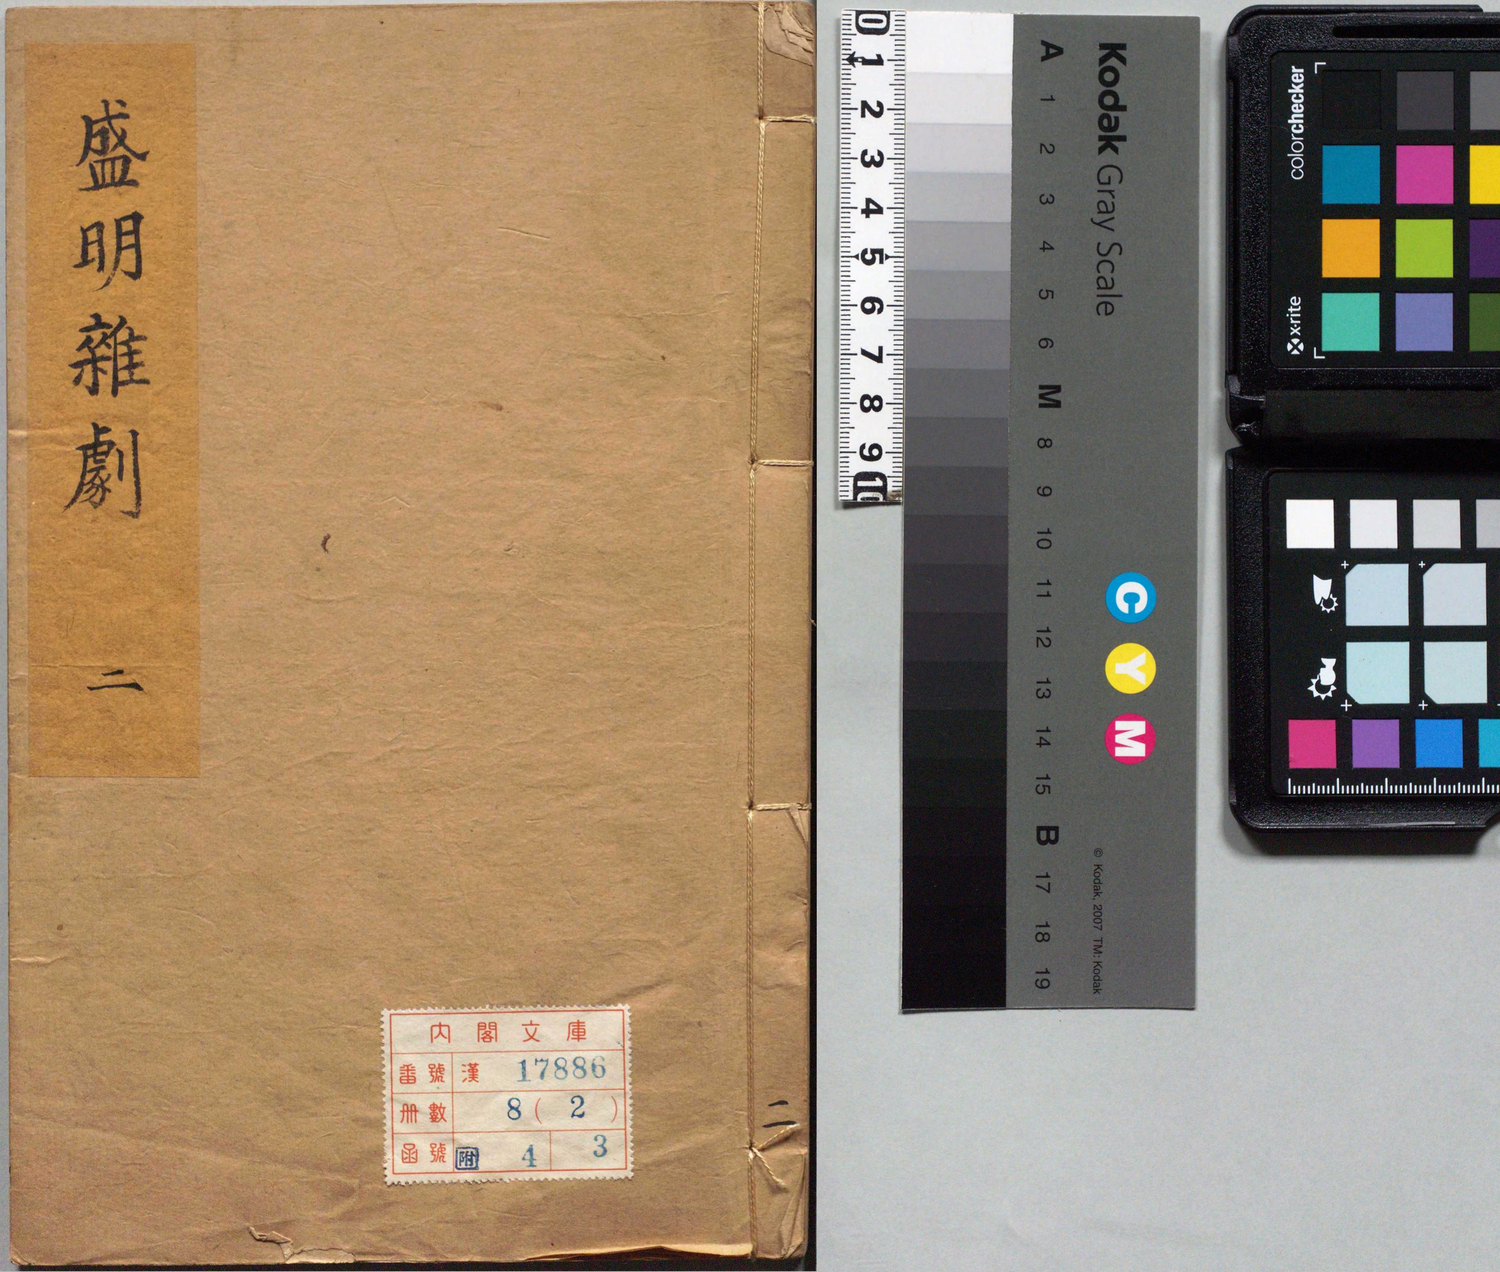 盛明雜劇 二
二
内閣文庫
番號 漢 17886
冊數 8 ( 2 )
函號 附 4 3
0 1 2 3 4 5 6 7 8 9 10
Kodak Gray Scale
A 1 2 3 4 5 6 M 8 9 10 11 12 13 14 15 B 17 18 19
C Y M
© Kodak, 2007 TM: Kodak
colorchecker
x-rite